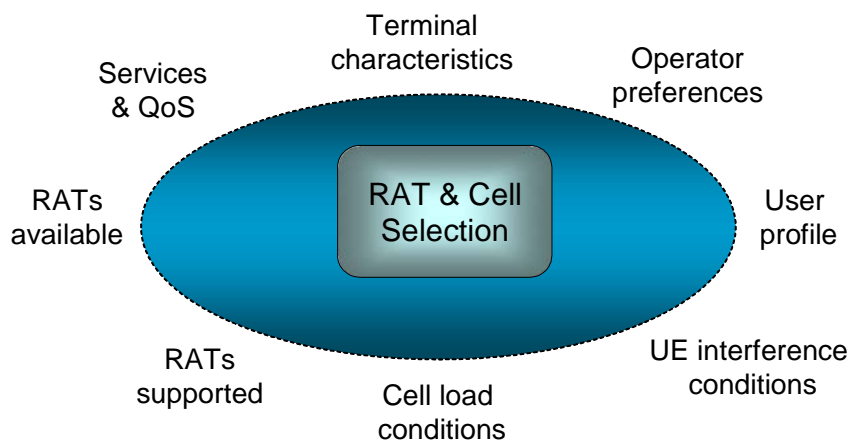 Terminal
characteristics
Services
& QoS
Operator
preferences
RATs
available
RAT & Cell
Selection
User
profile
RATs
supported
Cell load
conditions
UE interference
conditions